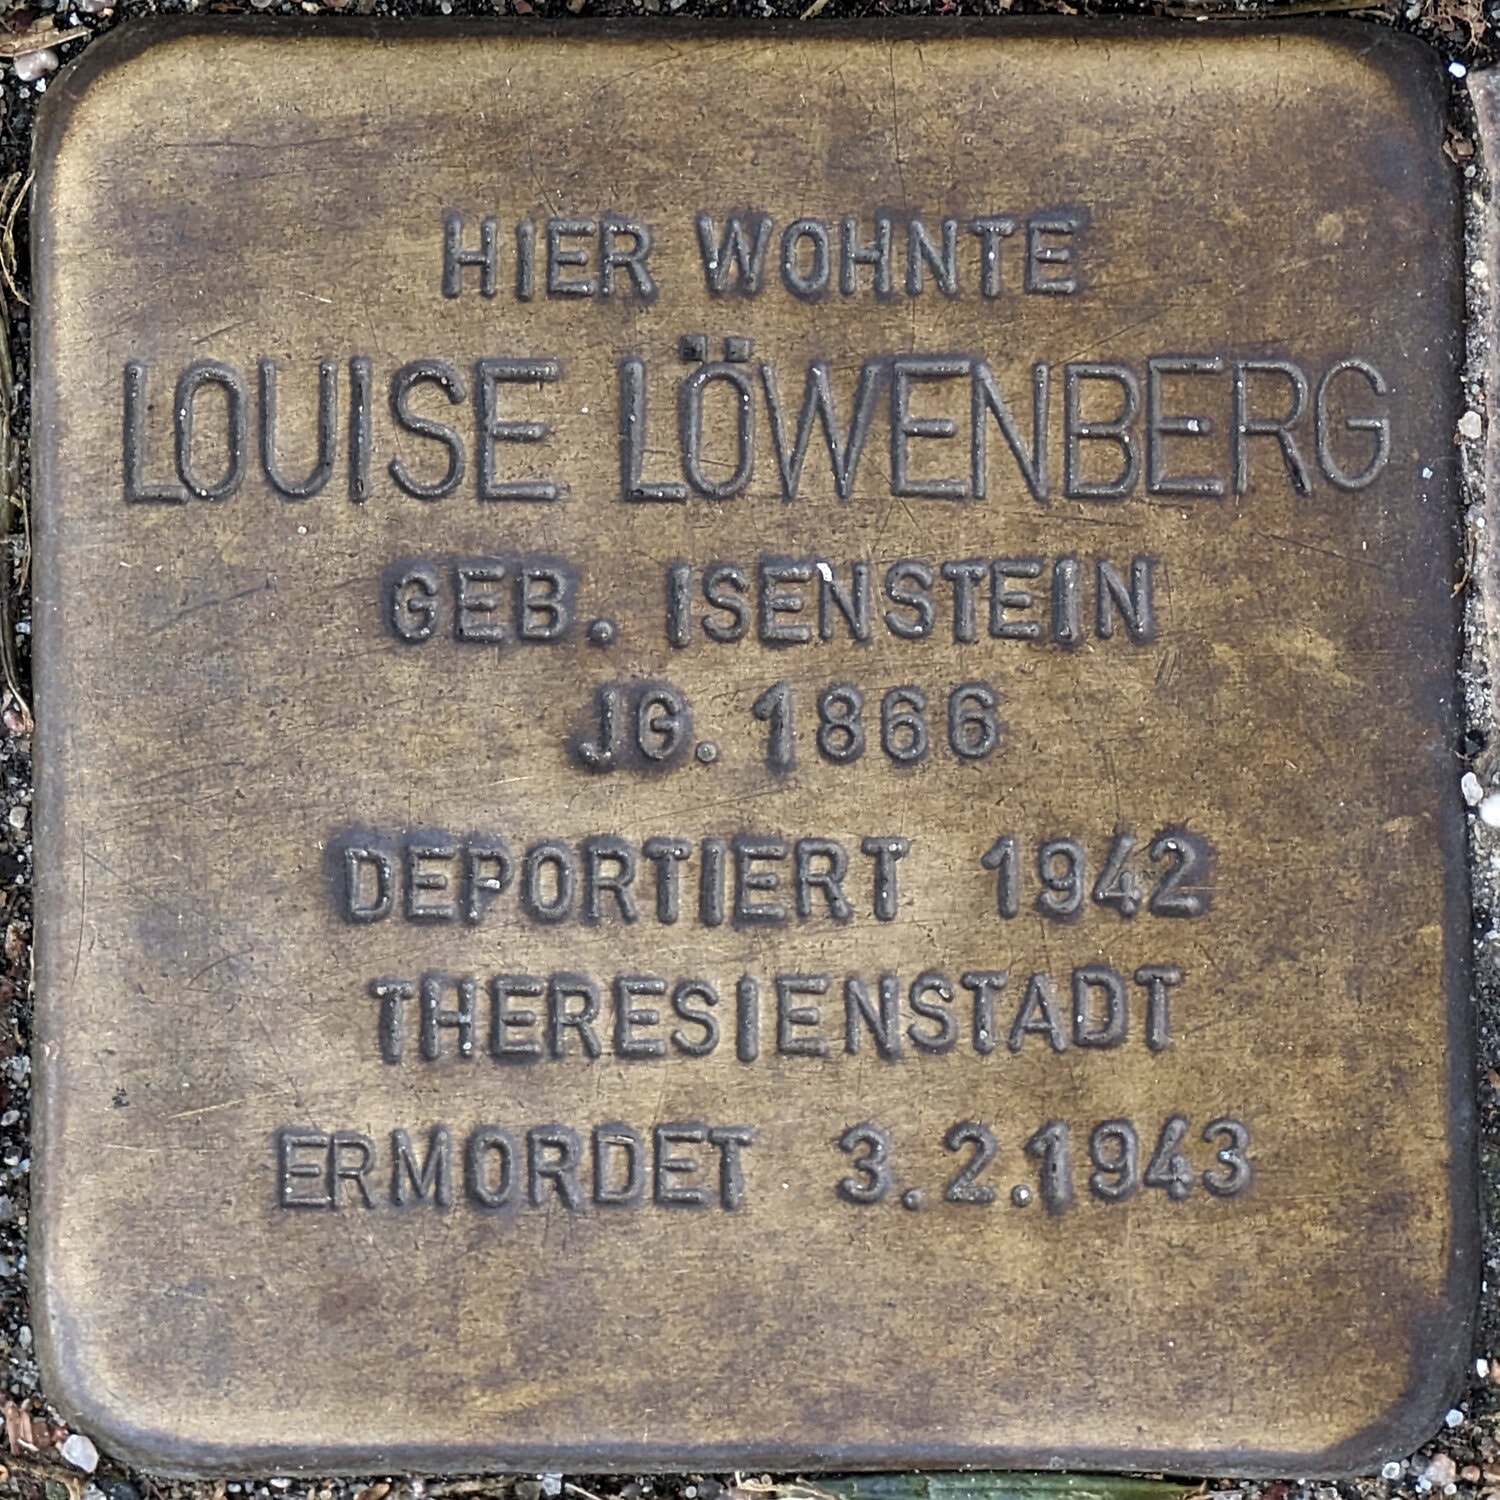 HIER WOHNTE
LOUISE LÖWENBERG
GEB. ISENSTEIN
JG. 1866
DEPORTIERT 1942
THERESIENSTADT
ERMORDET 3.2.1943